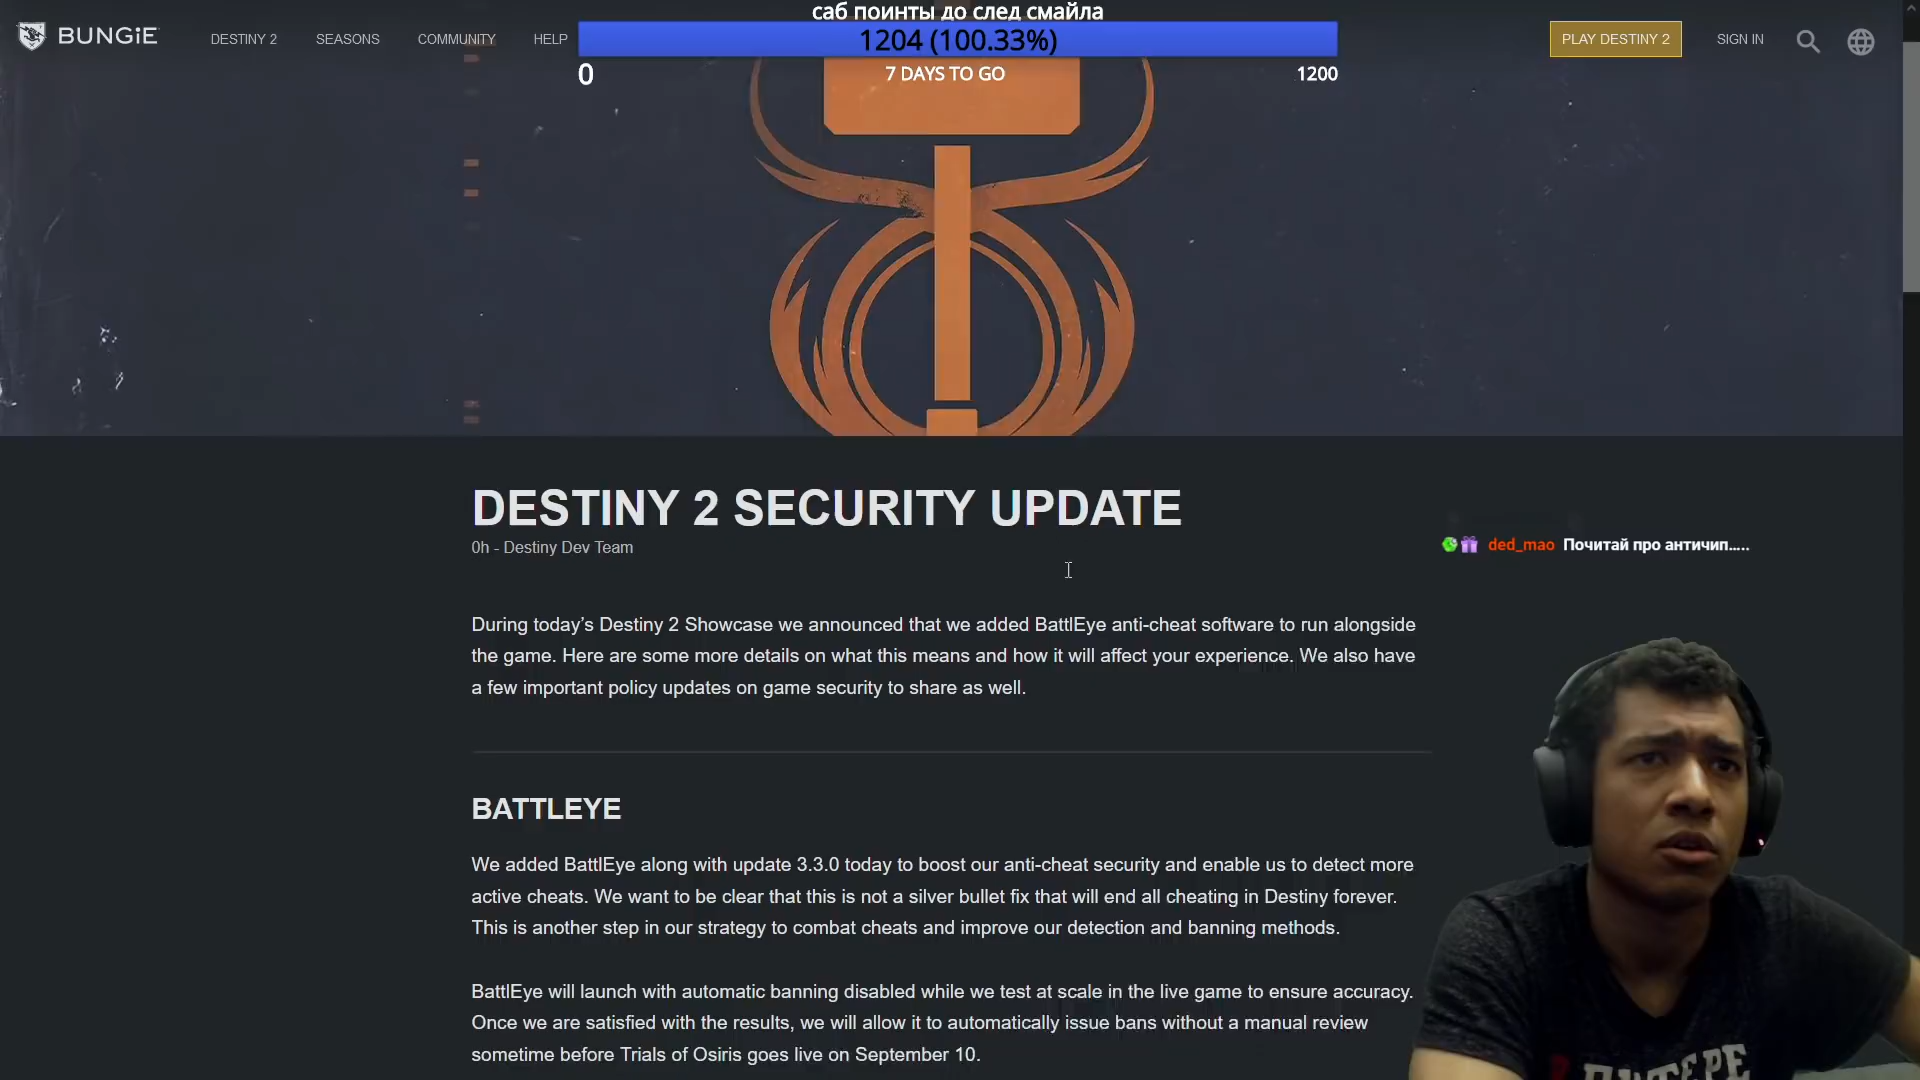 саб поинты до след смайла
BUNGiE
DESTINY 2
SEASONS
COMMUNITY
HELP
1204 (100.33%)
PLAY DESTINY 2
SIGN IN
0
7 DAYS TO GO
1200
DESTINY 2 SECURITY UPDATE
0h - Destiny Dev Team
ded_mao Почитай про античип.....
During today’s Destiny 2 Showcase we announced that we added BattlEye anti-cheat software to run alongside
the game. Here are some more details on what this means and how it will affect your experience. We also have
a few important policy updates on game security to share as well.
BATTLEYE
We added BattlEye along with update 3.3.0 today to boost our anti-cheat security and enable us to detect more
active cheats. We want to be clear that this is not a silver bullet fix that will end all cheating in Destiny forever.
This is another step in our strategy to combat cheats and improve our detection and banning methods.
BattlEye will launch with automatic banning disabled while we test at scale in the live game to ensure accuracy.
Once we are satisfied with the results, we will allow it to automatically issue bans without a manual review
sometime before Trials of Osiris goes live on September 10.